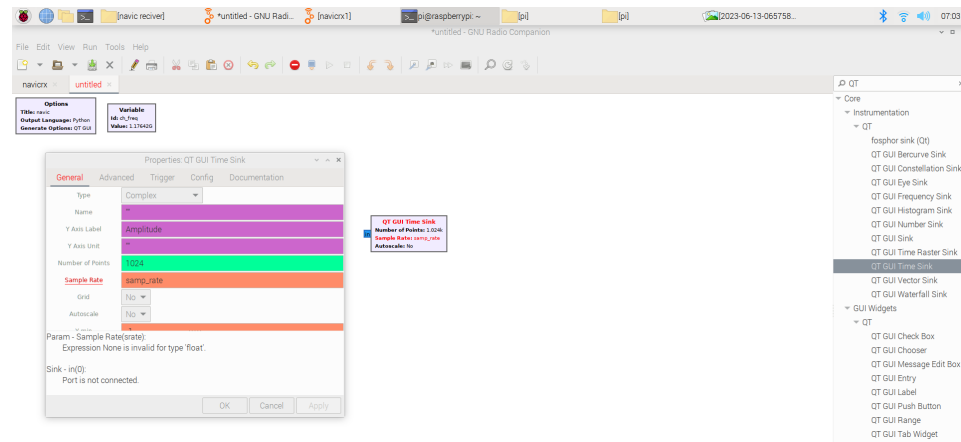 [navic reciver]
*untitled - GNU Radi...
[navicrx1]
pi@raspberrypi: ~
[pi]
[pi]
[2023-06-13-065758...
07:03
*untitled - GNU Radio Companion
File Edit View Run Tools Help
navicrx × untitled ×
QT
Options
Title: navic
Output Language: Python
Generate Options: QT GUI
Variable
Id: ch_freq
Value: 1.17642G
Properties: QT GUI Time Sink
General Advanced Trigger Config Documentation
Type Complex
Name ""
Y Axis Label Amplitude
Y Axis Unit ""
Number of Points 1024
Sample Rate samp_rate
Grid No
Autoscale No
Param - Sample Rate(srate):
Expression None is invalid for type 'float'.
Sink - in(0):
Port is not connected.
OK Cancel Apply
in
QT GUI Time Sink
Number of Points: 1.024k
Sample Rate: samp_rate
Autoscale: No
Core
Instrumentation
QT
fosphor sink (Qt)
QT GUI Bercurve Sink
QT GUI Constellation Sink
QT GUI Eye Sink
QT GUI Frequency Sink
QT GUI Histogram Sink
QT GUI Number Sink
QT GUI Sink
QT GUI Time Raster Sink
QT GUI Time Sink
QT GUI Vector Sink
QT GUI Waterfall Sink
GUI Widgets
QT
QT GUI Check Box
QT GUI Chooser
QT GUI Message Edit Box
QT GUI Entry
QT GUI Label
QT GUI Push Button
QT GUI Range
QT GUI Tab Widget